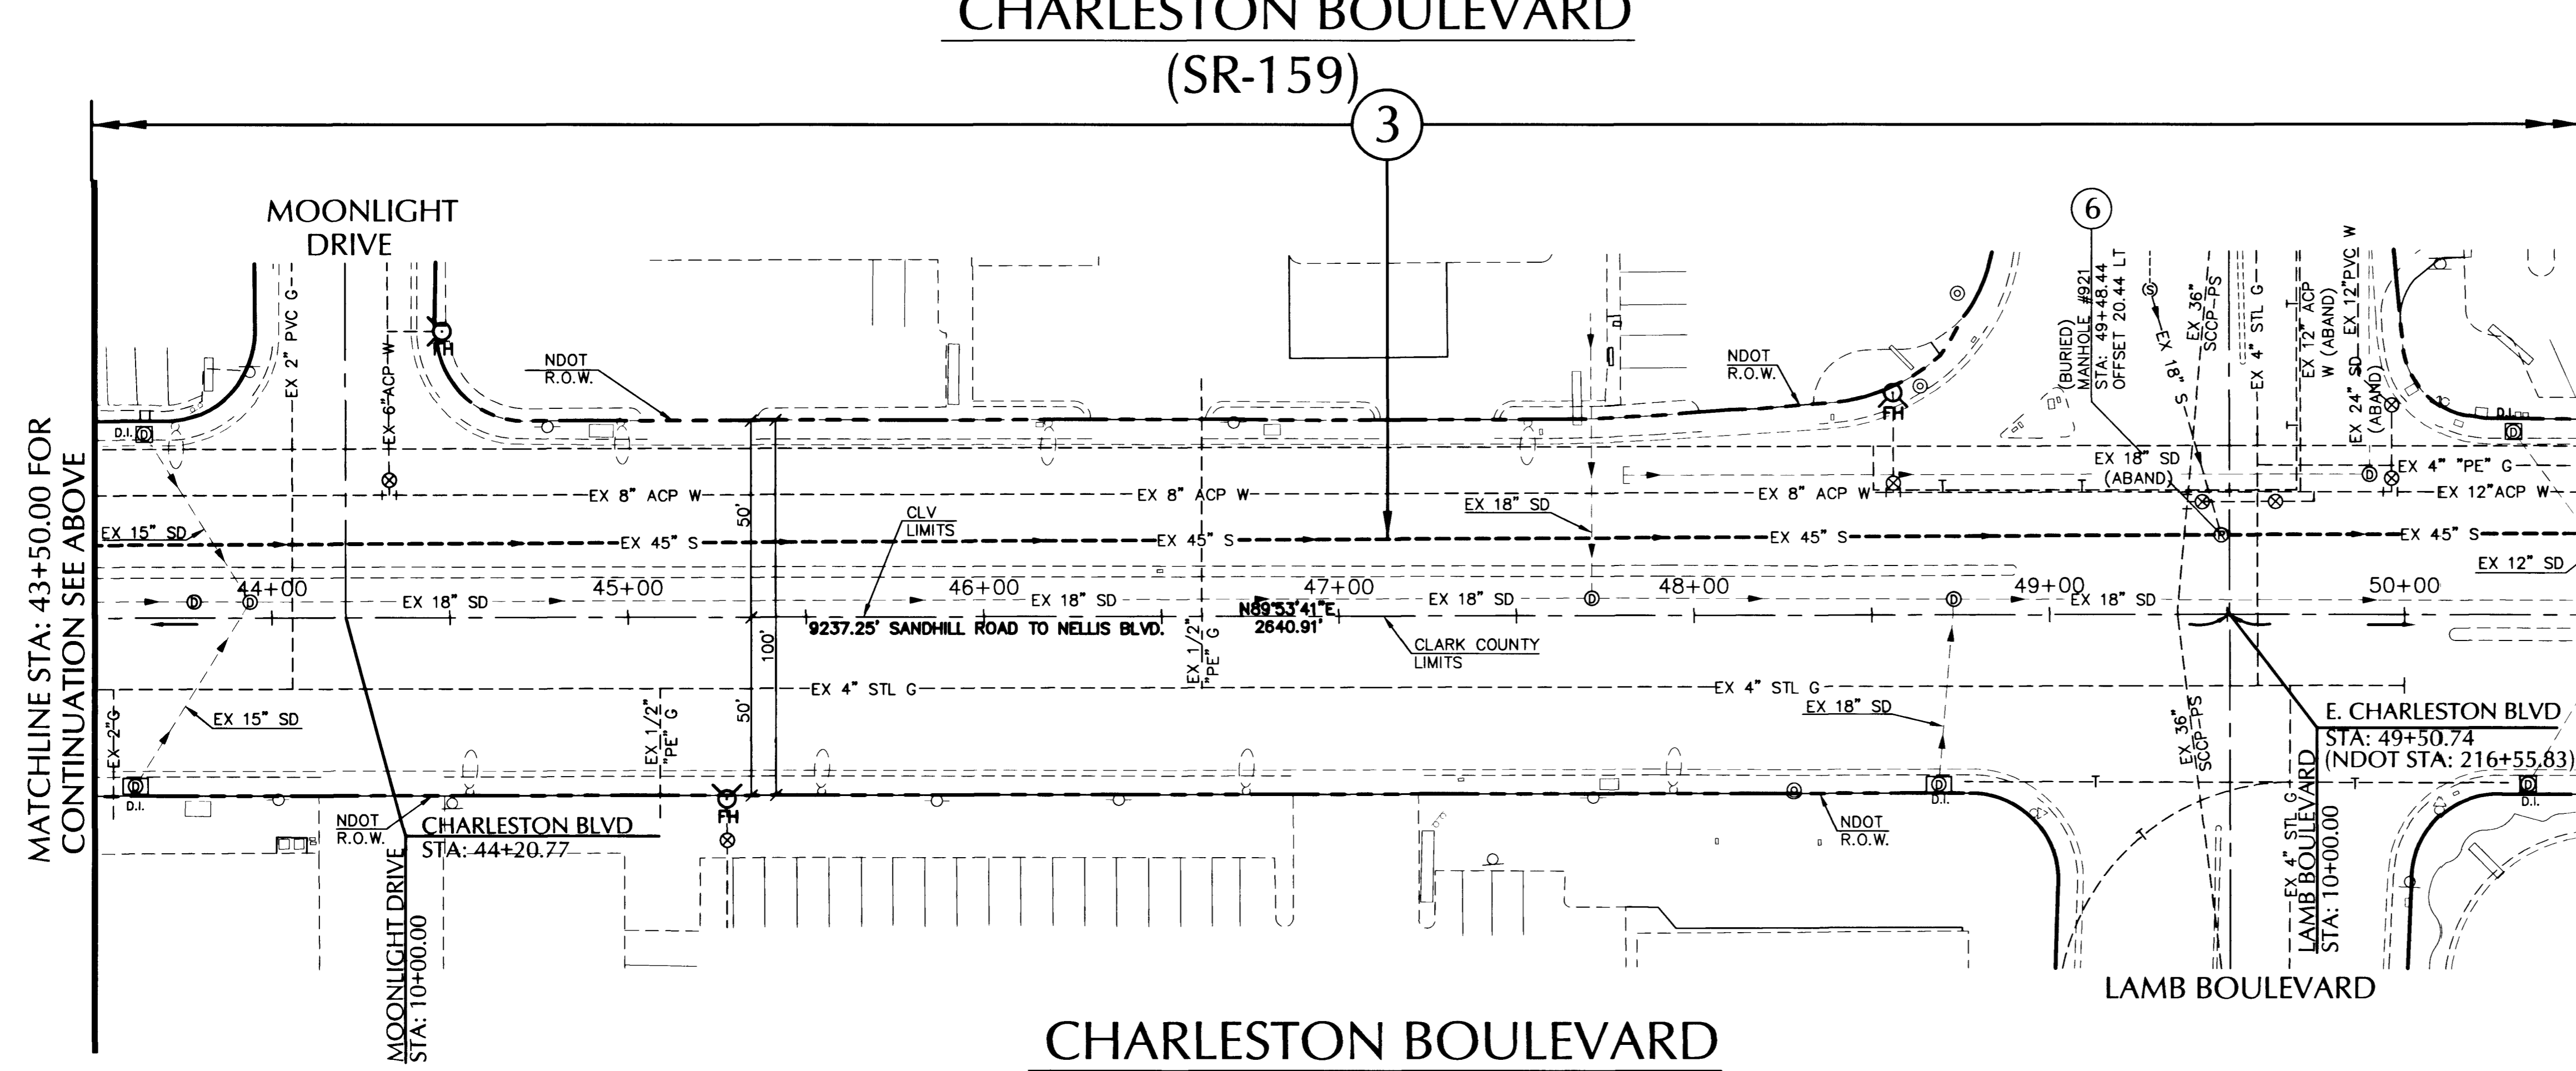 CHARLESTON BOULEVARD
(SR-159)
3
MOONLIGHT
DRIVE
6
(BURIED)
MANHOLE #921
STA: 49+48.44
OFFSET 20.44 LT
EX 2" PVC G
EX 6" ACP W
FH
NDOT
R.O.W.
NDOT
R.O.W.
FH
S
EX 18" S
EX 36"
SCCP-PS
EX 4" STL G
EX 12" ACP
W (ABAND)
EX 24" SD
(ABAND)
EX 12" PVC W
D.I.
D
D.I.
D
MATCHLINE STA: 43+50.00 FOR
CONTINUATION SEE ABOVE
EX 18" SD
(ABAND)
D
EX 4" "PE" G
EX 8" ACP W
EX 8" ACP W
EX 8" ACP W
T
T
EX 12"ACP W
EX 15" SD
CLV
LIMITS
50'
EX 18" SD
EX 45" S
EX 45" S
EX 45" S
R
EX 45" S
EX 12" SD
44+00
45+00
46+00
47+00
48+00
49+00
50+00
D
D
EX 18" SD
EX 18" SD
EX 18" SD
D
D
EX 18" SD
9237.25' SANDHILL ROAD TO NELLIS BLVD.
N89°53'41"E
2640.91'
CLARK COUNTY
LIMITS
100'
EX 1/2"
"PE" G
EX 4" STL G
EX 4" STL G
EX 15" SD
EX 2" G
EX 1/2"
"PE" G
50'
EX 18" SD
EX 36"
SCCP-PS
E. CHARLESTON BLVD
STA: 49+50.74
(NDOT STA: 216+55.83)
D
D.I.
FH
D
D.I.
T
T
D
D.I.
T
NDOT
R.O.W.
CHARLESTON BLVD
STA: 44+20.77
NDOT
R.O.W.
MOONLIGHT DRIVE
STA: 10+00.00
EX 4" STL G
LAMB BOULEVARD
STA: 10+00.00
LAMB BOULEVARD
CHARLESTON BOULEVARD